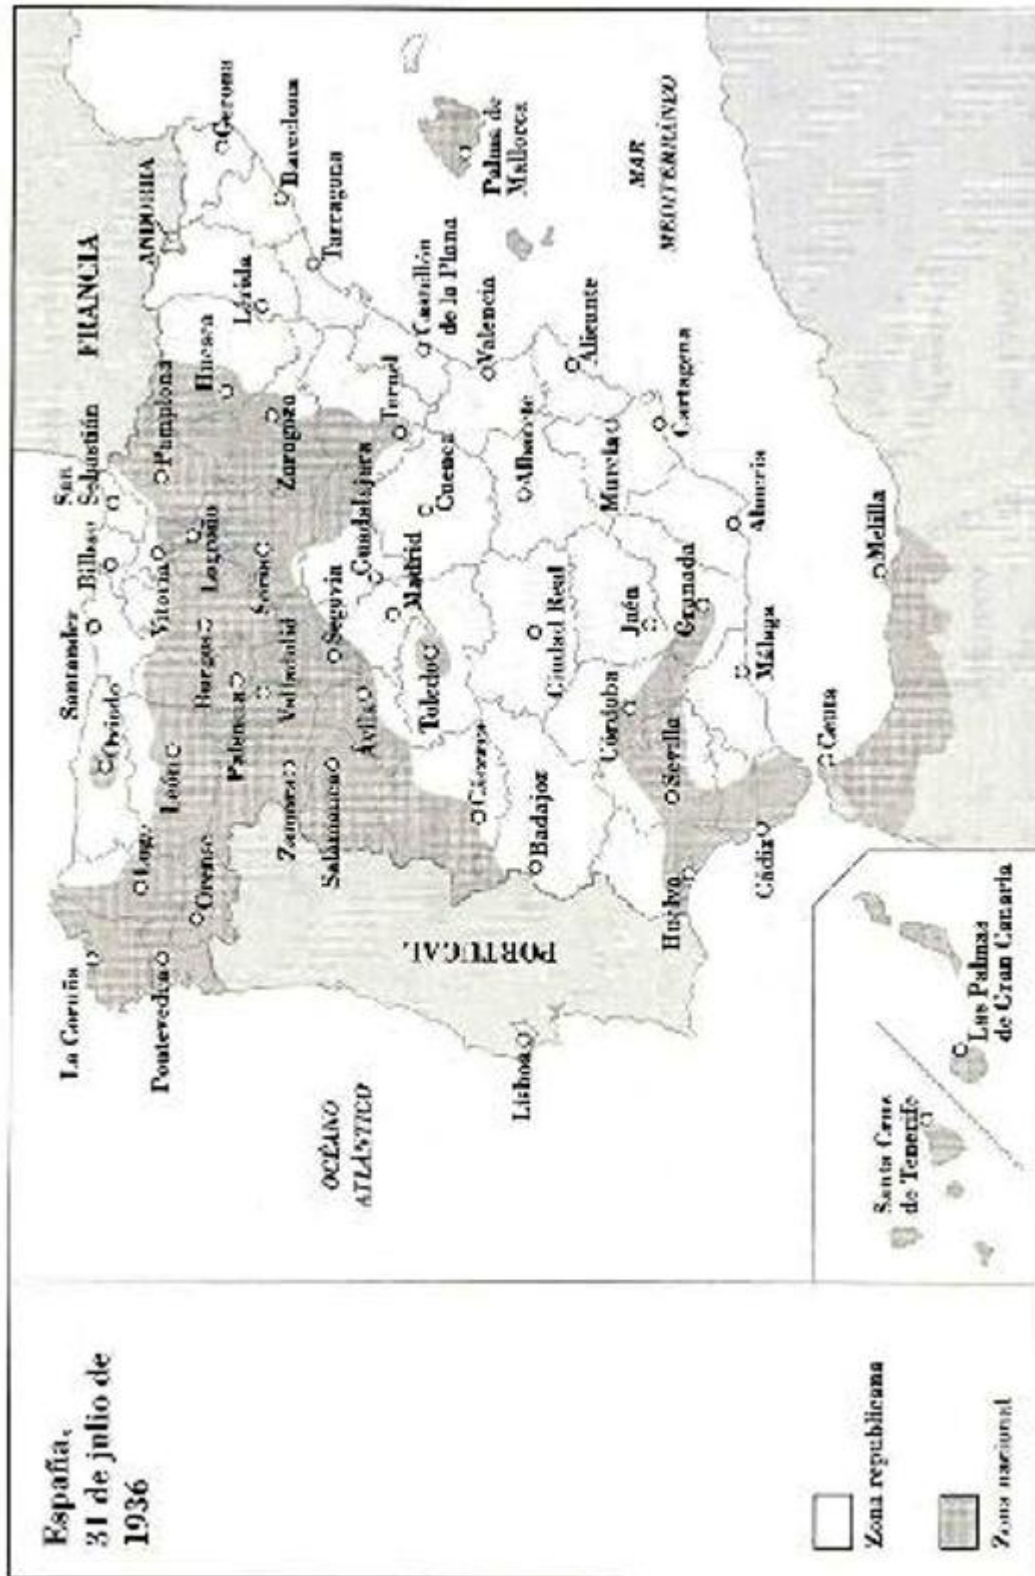 España,
31 de julio de
1936
Zona republicana
Zona nacional
OCÉANO
ATLÁNTICO
La Coruña
Pontevedra
Lugo
Orense
Oviedo
León
Santander
Bilbao
San
Sebastián
FRANCIA
ANDORRA
Vitoria
Pamplona
Burgos
Logroño
Palencia
Huesca
Lérida
Gerona
Barcelona
Zamora
Valladolid
Soria
Zaragoza
Tarragona
Salamanca
Segovia
Ávila
Guadalajara
Madrid
Teruel
Castellón
de la Plana
Toledo
Cuenca
Cáceres
Valencia
Palma de
Mallorca
PORTUGAL
Lisboa
Badajoz
Ciudad Real
Albacete
Alicante
Córdoba
Jaén
Murcia
MAR
MEDITERRÁNEO
Huelva
Sevilla
Granada
Cartagena
Cádiz
Málaga
Almería
Ceuta
Melilla
Santa Cruz
de Tenerife
Las Palmas
de Gran Canaria